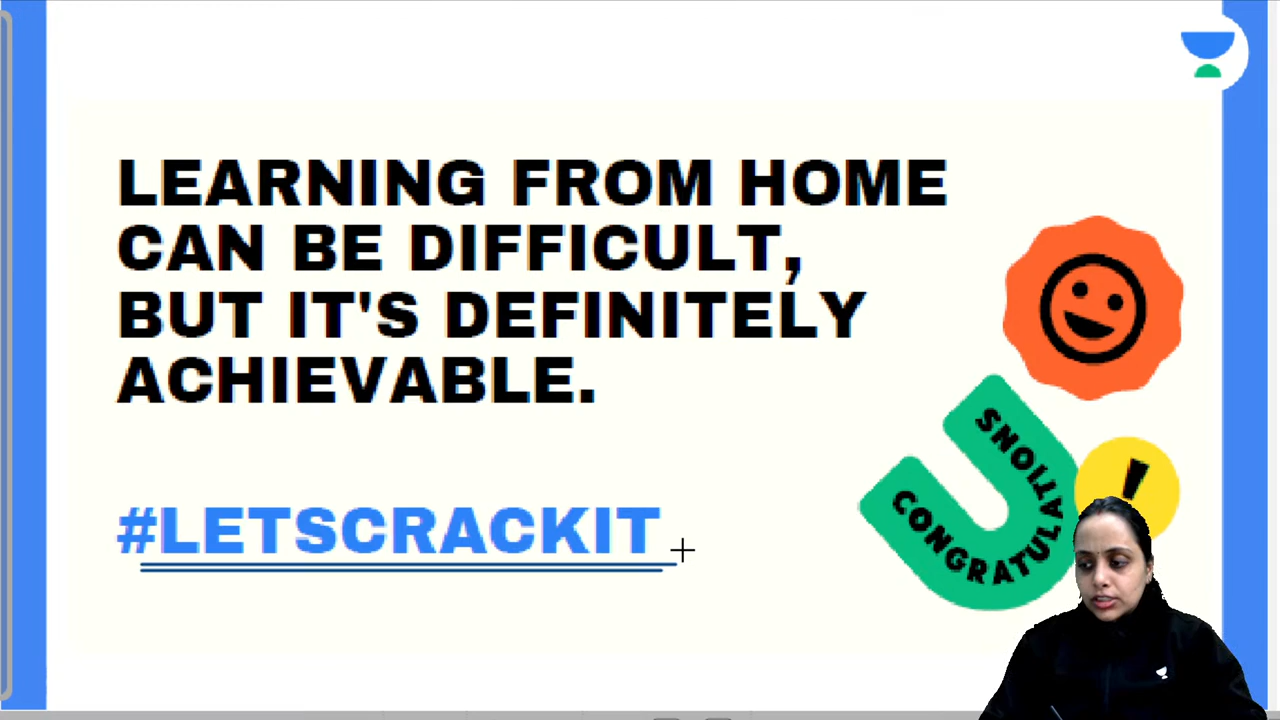 LEARNING FROM HOME
CAN BE DIFFICULT,
BUT IT'S DEFINITELY
ACHIEVABLE.
#LETSCRACKIT
CONGRATULATIONS
!